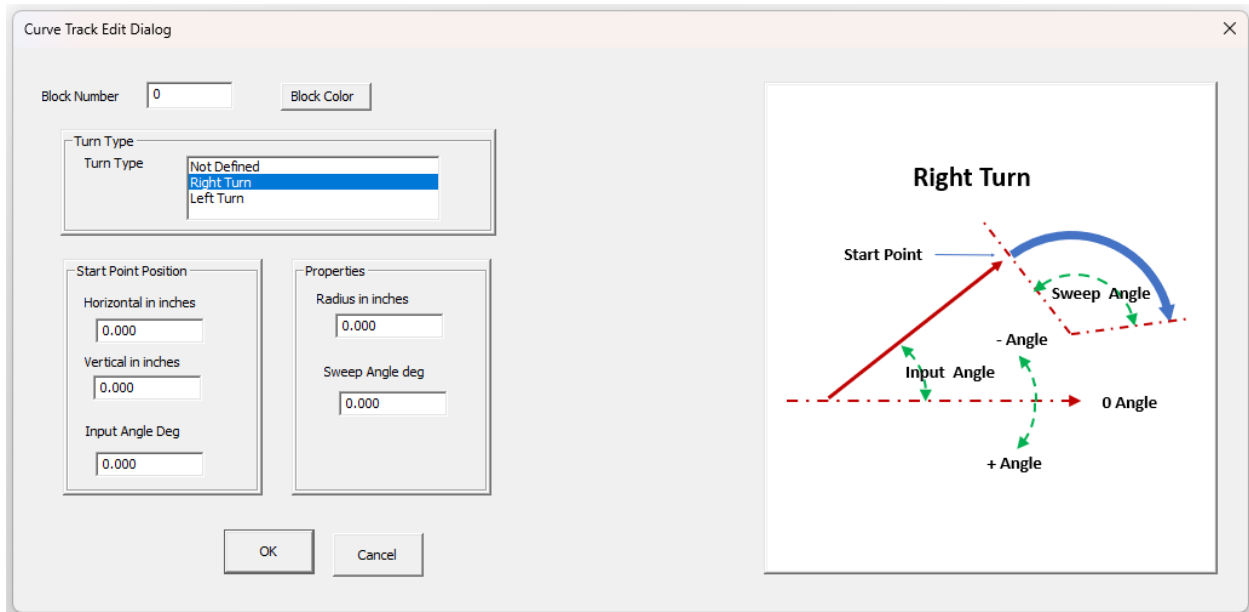 Curve Track Edit Dialog
Block Number 0 Block Color
Turn Type
Turn Type
Not Defined
Right Turn
Left Turn
Start Point Position
Horizontal in inches
0.000
Vertical in inches
0.000
Input Angle Deg
0.000
Properties
Radius in inches
0.000
Sweep Angle deg
0.000
OK
Cancel
Right Turn
Start Point
Sweep Angle
- Angle
Input Angle
0 Angle
+ Angle